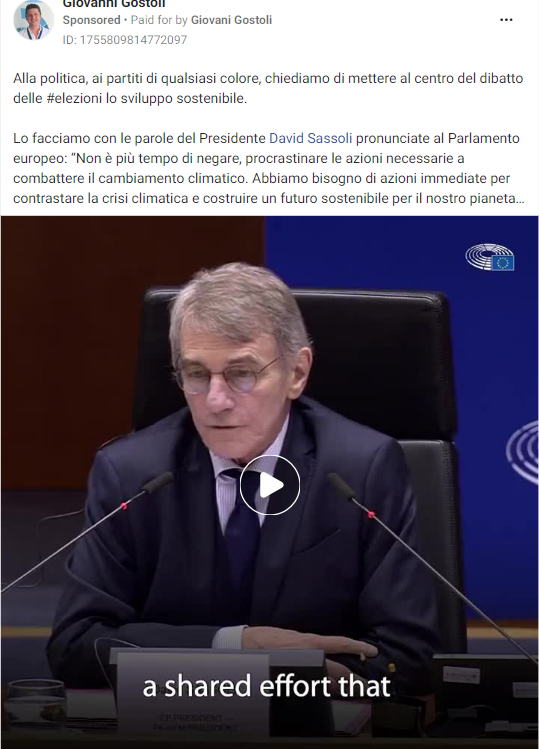 Giovanni Gostoli
Sponsored • Paid for by Giovani Gostoli
ID: 1755809814772097
Alla politica, ai partiti di qualsiasi colore, chiediamo di mettere al centro del dibatto
delle #elezioni lo sviluppo sostenibile.
Lo facciamo con le parole del Presidente David Sassoli pronunciate al Parlamento
europeo: “Non è più tempo di negare, procrastinare le azioni necessarie a
combattere il cambiamento climatico. Abbiamo bisogno di azioni immediate per
contrastare la crisi climatica e costruire un futuro sostenibile per il nostro pianeta...
a shared effort that